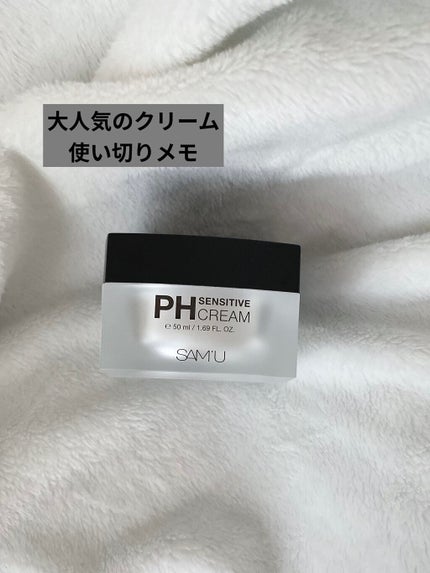 大人気のクリーム
使い切りメモ
PH SENSITIVE
CREAM
℮ 50 ml / 1.69 FL. OZ.
SAM'U